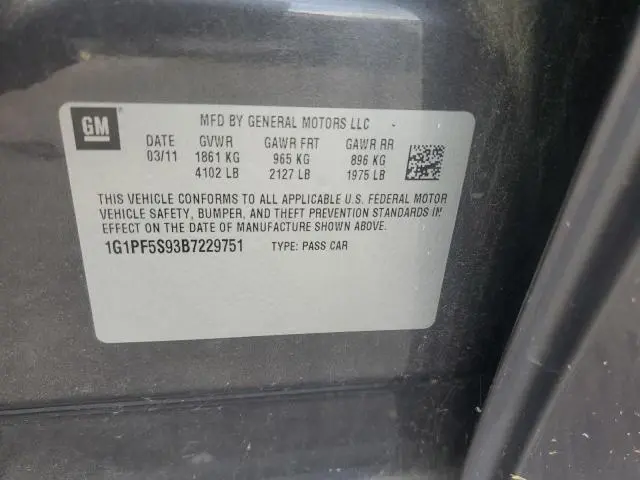 GM
MFD BY GENERAL MOTORS LLC -
DATE GVWR GAWR FRT GAWR RR
03/11 1861 KG 965 KG 896 KG
4102 LB 2127 LB 1975 LB
THIS VEHICLE CONFORMS TO ALL APPLICABLE U.S. FEDERAL MOTOR
VEHICLE SAFETY, BUMPER, AND THEFT PREVENTION STANDARDS IN
EFFECT ON THE DATE OF MANUFACTURE SHOWN ABOVE.
1G1PF5S93B7229751 TYPE: PASS CAR